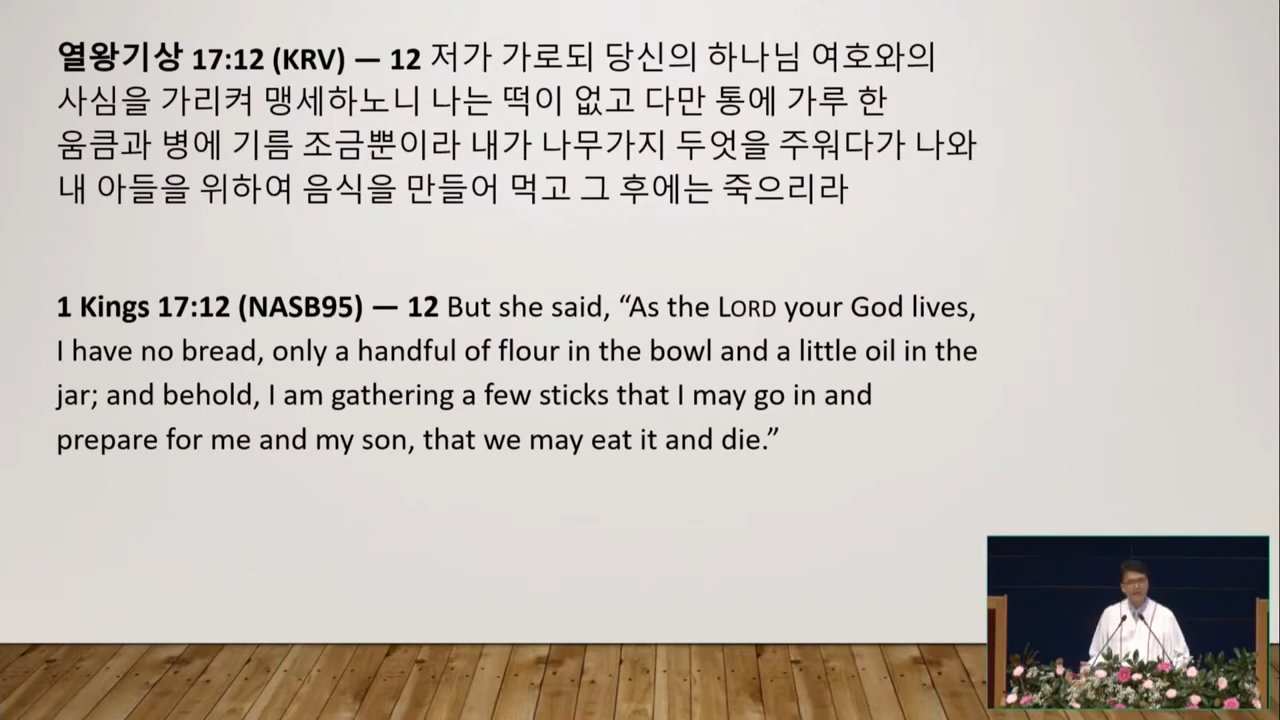 열왕기상 17:12 (KRV) — 12 저가 가로되 당신의 하나님 여호와의
사심을 가리켜 맹세하노니 나는 떡이 없고 다만 통에 가루 한
움큼과 병에 기름 조금뿐이라 내가 나무가지 두엇을 주워다가 나와
내 아들을 위하여 음식을 만들어 먹고 그 후에는 죽으리라
1 Kings 17:12 (NASB95) — 12 But she said, “As the LORD your God lives,
I have no bread, only a handful of flour in the bowl and a little oil in the
jar; and behold, I am gathering a few sticks that I may go in and
prepare for me and my son, that we may eat it and die.”